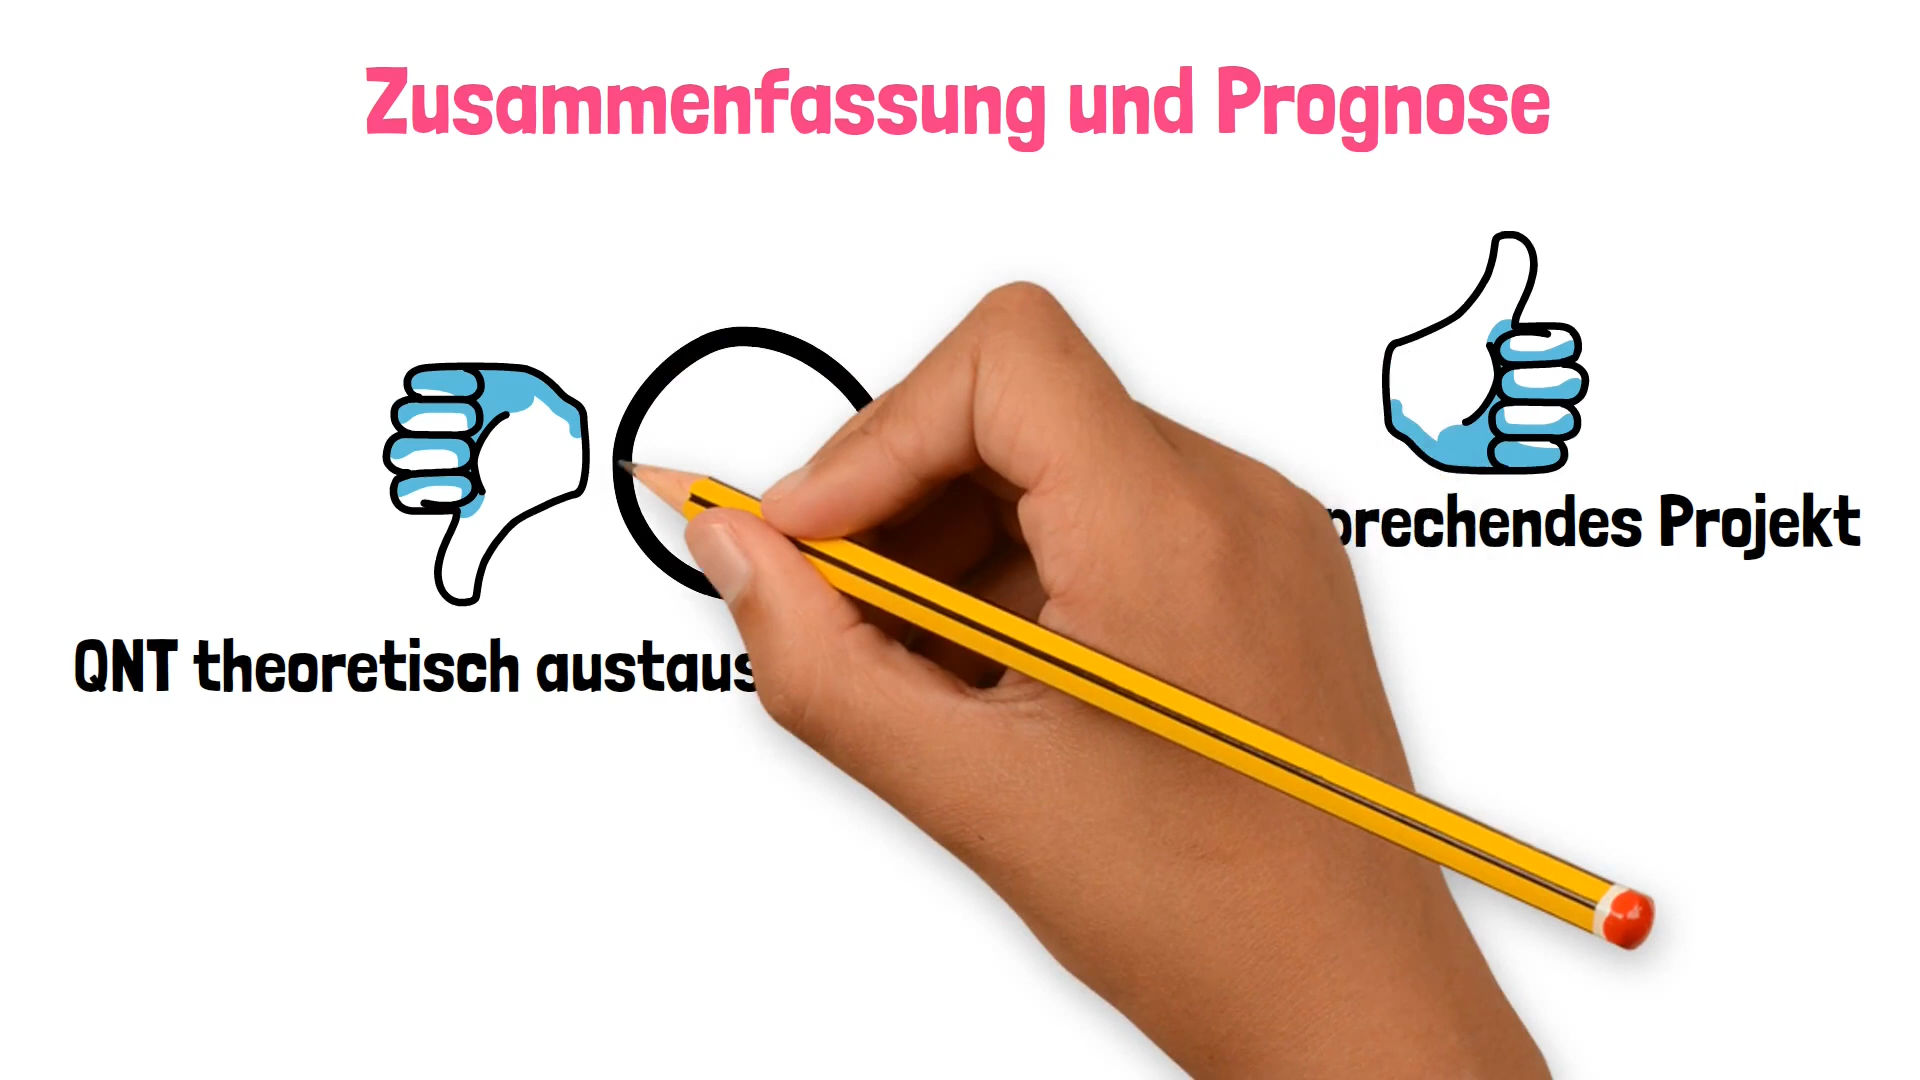 Zusammenfassung und Prognose
prechendes Projekt
QNT theoretisch austaus